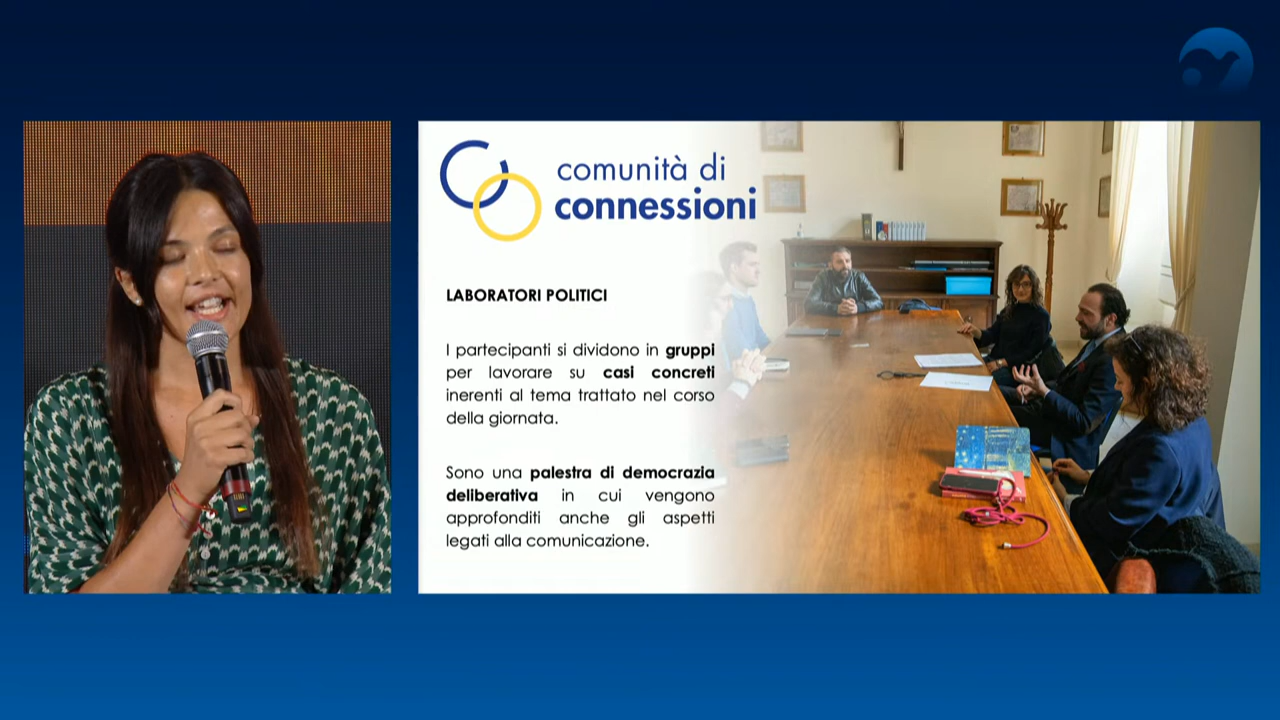 comunità di
connessioni
LABORATORI POLITICI
I partecipanti si dividono in gruppi
per lavorare su casi concreti
inerenti al tema trattato nel corso
della giornata.
Sono una palestra di democrazia
deliberativa in cui vengono
approfonditi anche gli aspetti
legati alla comunicazione.